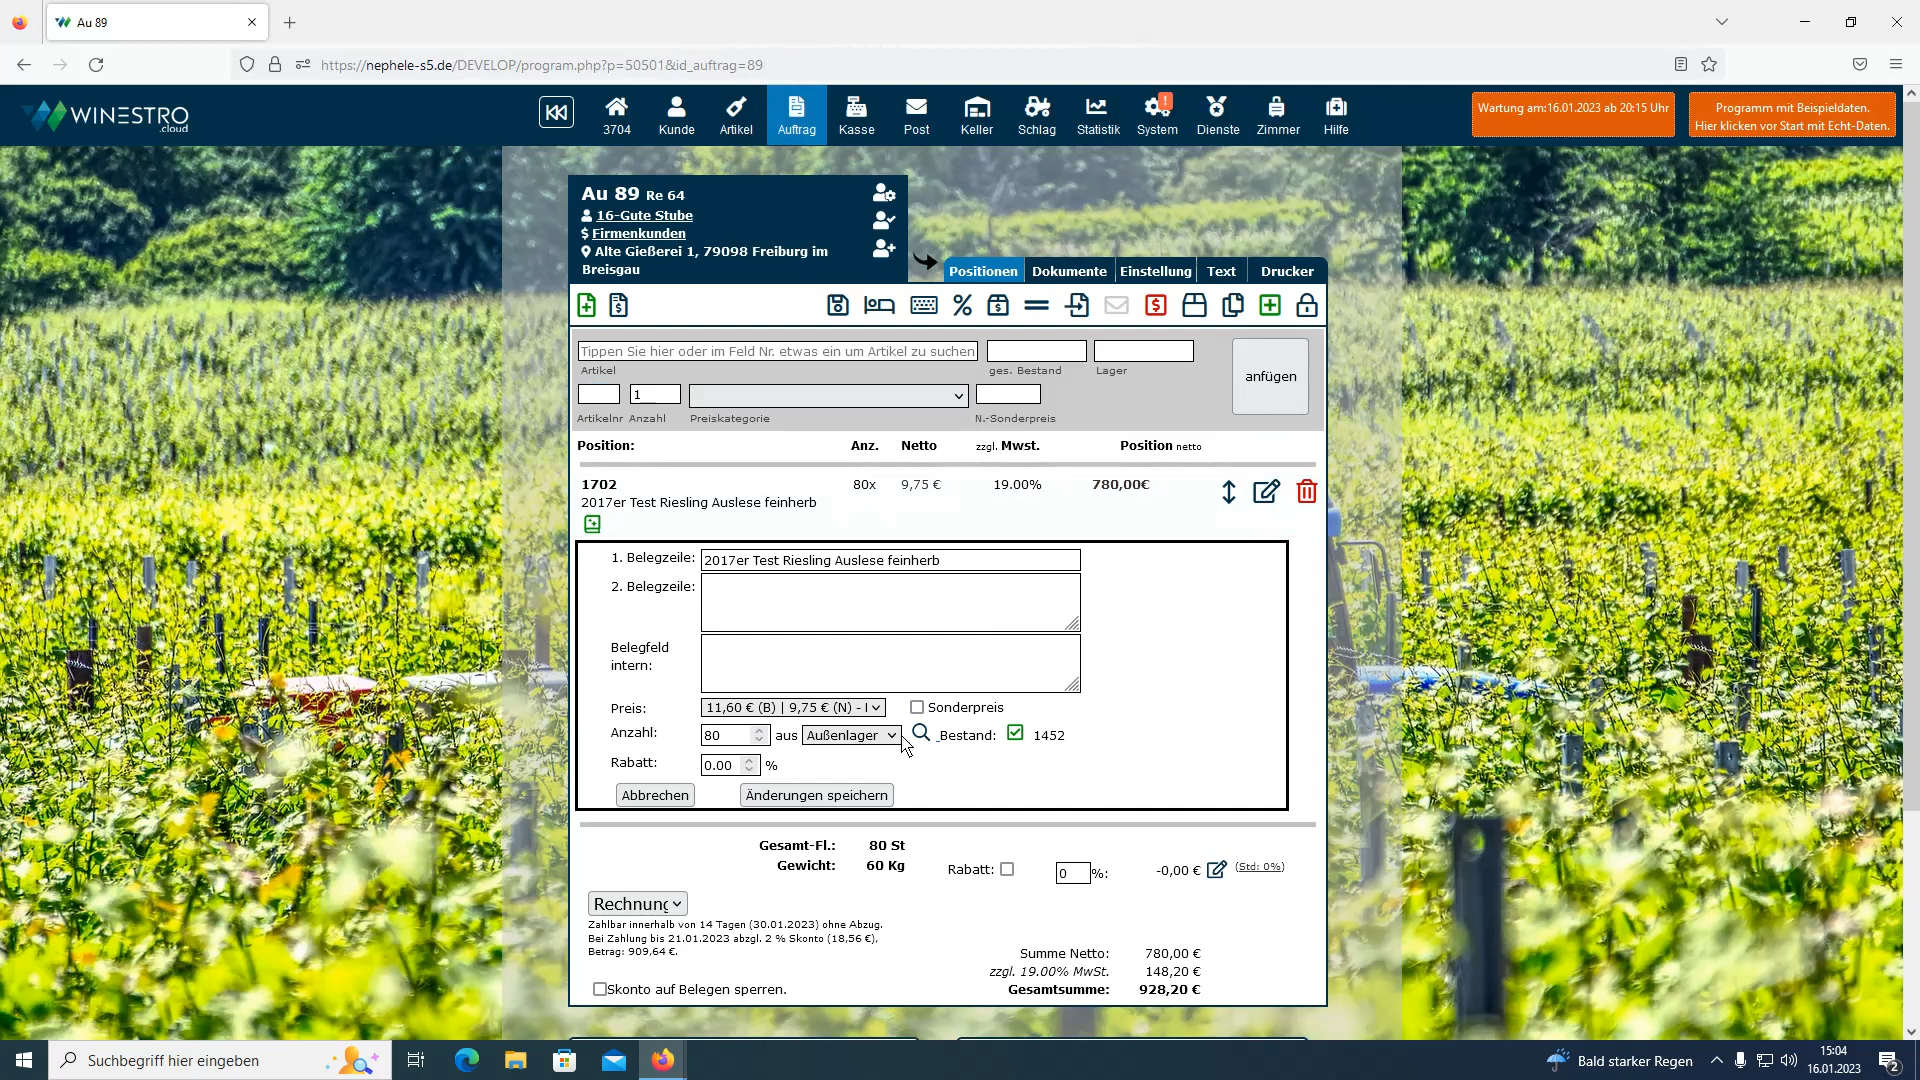 Au 89
https://nephele-s5.de/DEVELOP/program.php?p=50501&id_auftrag=89
WINESTRO
.cloud
3704
Kunde
Artikel
Auftrag
Kasse
Post
Keller
Schlag
Statistik
System
Dienste
Zimmer
Hilfe
Wartung am:16.01.2023 ab 20:15 Uhr
Programm mit Beispieldaten.
Hier klicken vor Start mit Echt-Daten.
Au 89 Re 64
16-Gute Stube
$ Firmenkunden
Alte Gießerei 1, 79098 Freiburg im
Breisgau
Positionen
Dokumente
Einstellung
Text
Drucker
Tippen Sie hier oder im Feld Nr. etwas ein um Artikel zu suchen
Artikel
ges. Bestand
Lager
anfügen
1
Artikelnr
Anzahl
Preiskategorie
N.-Sonderpreis
Position:
Anz.
Netto
zzgl. Mwst.
Position netto
1702
80x
9,75 €
19.00%
780,00€
2017er Test Riesling Auslese feinherb
1. Belegzeile: 2017er Test Riesling Auslese feinherb
2. Belegzeile:
Belegfeld
intern:
Preis: 11,60 € (B) | 9,75 € (N) - I
Sonderpreis
Anzahl: 80 aus Außenlager _Bestand: 1452
Rabatt: 0.00 %
Abbrechen
Änderungen speichern
Gesamt-Fl.: 80 St
Gewicht: 60 Kg
Rabatt: 0 %: -0,00 € (Std: 0%)
Rechnung
Zahlbar innerhalb von 14 Tagen (30.01.2023) ohne Abzug.
Bei Zahlung bis 21.01.2023 abzgl. 2 % Skonto (18,56 €),
Betrag: 909,64 €.
Summe Netto: 780,00 €
zzgl. 19.00% MwSt. 148,20 €
Gesamtsumme: 928,20 €
Skonto auf Belegen sperren.
Suchbegriff hier eingeben
Bald starker Regen
15:04
16.01.2023
2